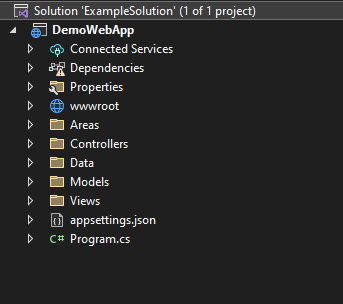 Solution 'ExampleSolution' (1 of 1 project)
DemoWebApp
Connected Services
Dependencies
Properties
wwwroot
Areas
Controllers
Data
Models
Views
appsettings.json
C# Program.cs